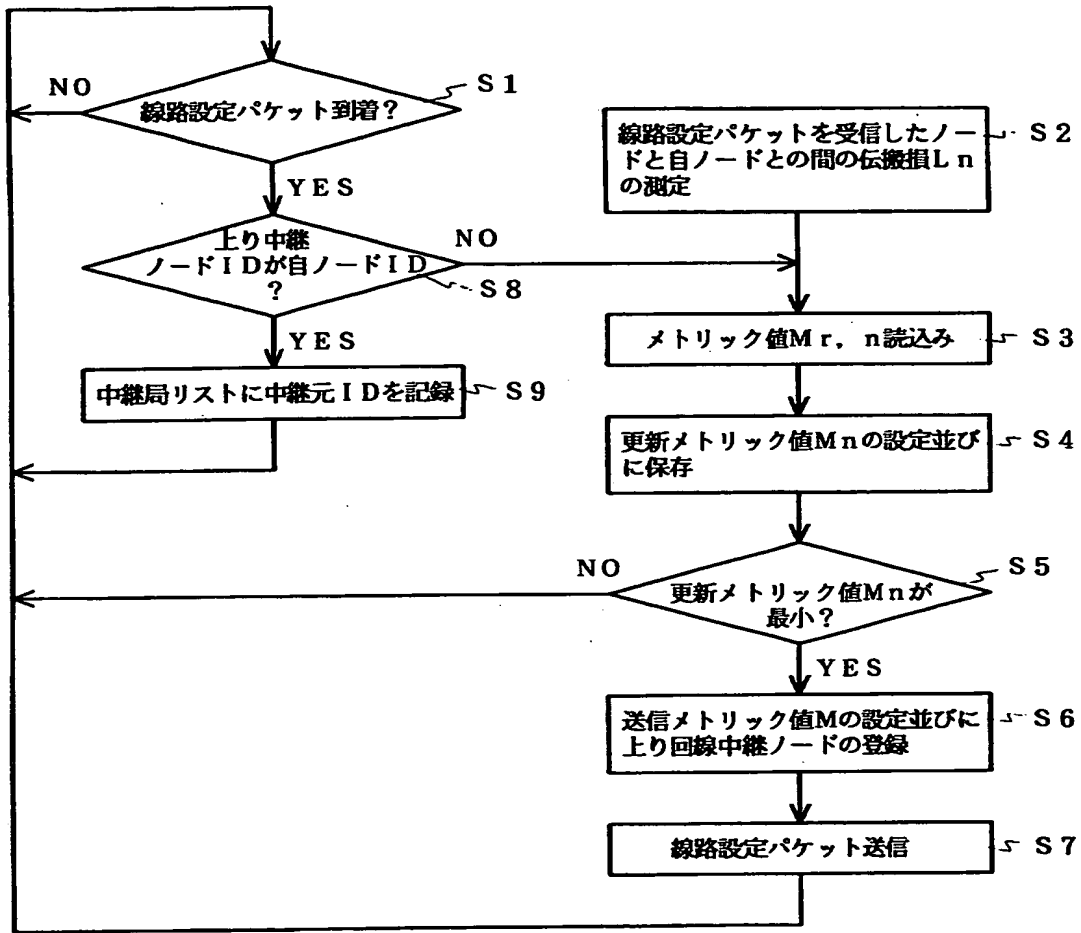 NO
線路設定パケット到着？
S1
YES
上り中継
ノードIDが自ノードID
？
NO
S8
YES
中継局リストに中継元IDを記録
S9
線路設定パケットを受信したノー
ドと自ノードとの間の伝搬損Ln
の測定
S2
メトリック値Mr，n読込み
S3
更新メトリック値Mnの設定並び
に保存
S4
NO
更新メトリック値Mnが
最小？
S5
YES
送信メトリック値Mの設定並びに
上り回線中継ノードの登録
S6
線路設定パケット送信
S7